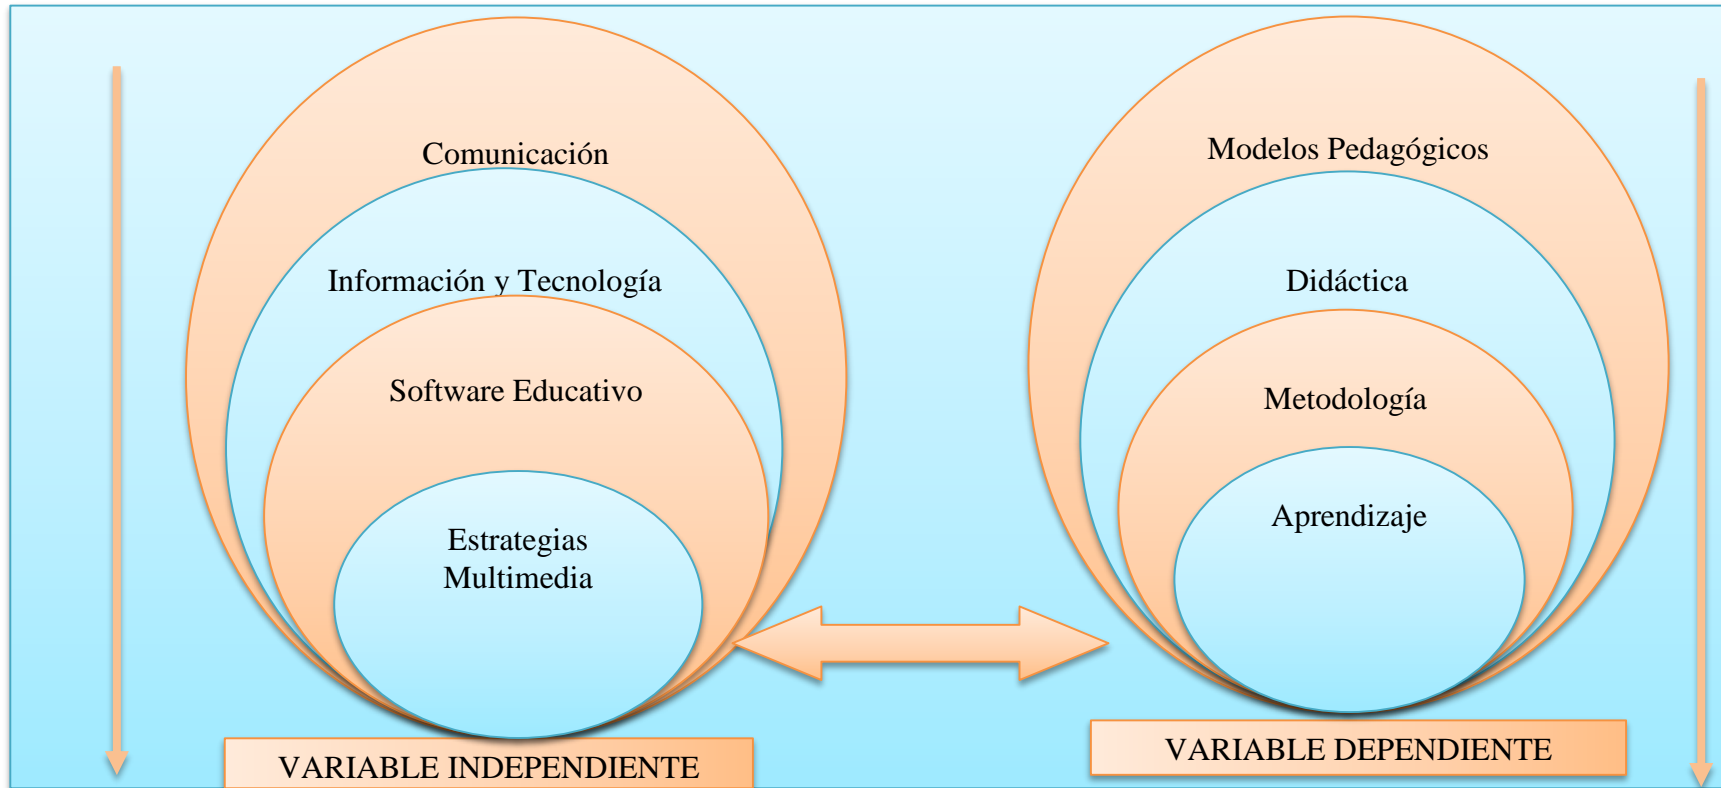 Comunicación
Información y Tecnología
Software Educativo
Estrategias
Multimedia
VARIABLE INDEPENDIENTE
Modelos Pedagógicos
Didáctica
Metodología
Aprendizaje
VARIABLE DEPENDIENTE